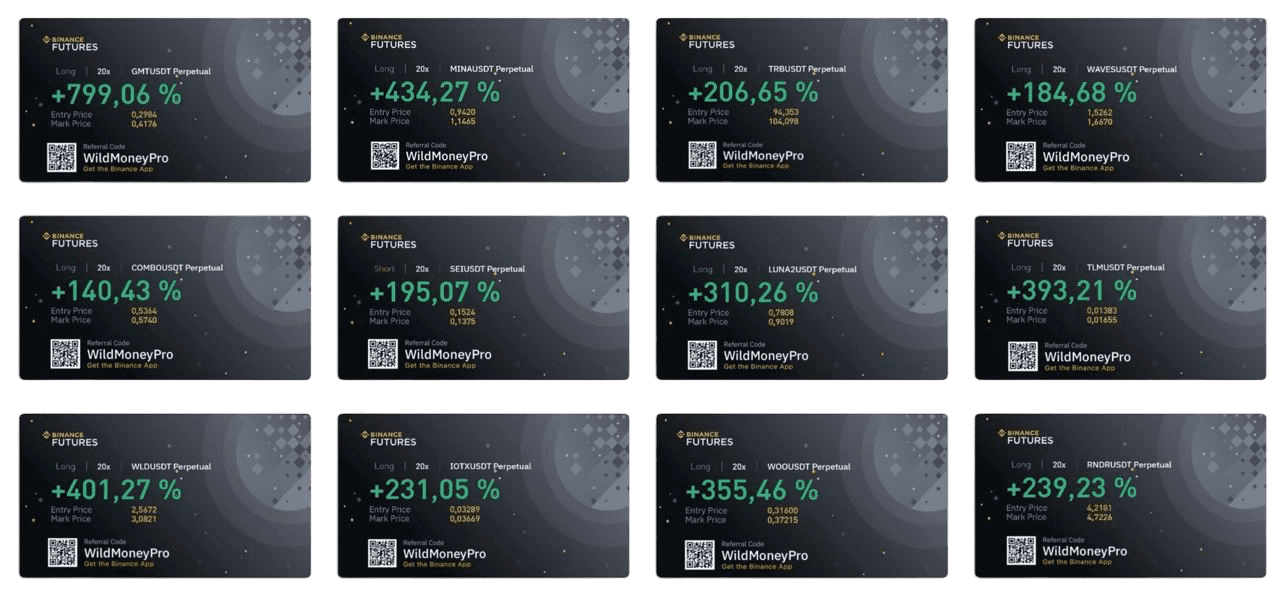 BINANCE
FUTURES
Long | 20x | GMTUSDT Perpetual
+799,06 %
Entry Price 0,2984
Mark Price 0,4176
Referral Code
WildMoneyPro
Get the Binance App
BINANCE
FUTURES
Long | 20x | MINAUSDT Perpetual
+434,27 %
Entry Price 0,9420
Mark Price 1,1465
Referral Code
WildMoneyPro
Get the Binance App
BINANCE
FUTURES
Long | 20x | TRBUSDT Perpetual
+206,65 %
Entry Price 94,353
Mark Price 104,098
Referral Code
WildMoneyPro
Get the Binance App
BINANCE
FUTURES
Long | 20x | WAVESUSDT Perpetual
+184,68 %
Entry Price 1,5262
Mark Price 1,6670
Referral Code
WildMoneyPro
Get the Binance App
BINANCE
FUTURES
Long | 20x | COMBOUSDT Perpetual
+140,43 %
Entry Price 0,5364
Mark Price 0,5740
Referral Code
WildMoneyPro
Get the Binance App
BINANCE
FUTURES
Short | 20x | SEIUSDT Perpetual
+195,07 %
Entry Price 0,1524
Mark Price 0,1375
Referral Code
WildMoneyPro
Get the Binance App
BINANCE
FUTURES
Long | 20x | LUNA2USDT Perpetual
+310,26 %
Entry Price 0,7808
Mark Price 0,9019
Referral Code
WildMoneyPro
Get the Binance App
BINANCE
FUTURES
Long | 20x | TLMUSDT Perpetual
+393,21 %
Entry Price 0,01383
Mark Price 0,01655
Referral Code
WildMoneyPro
Get the Binance App
BINANCE
FUTURES
Long | 20x | WLDUSDT Perpetual
+401,27 %
Entry Price 2,5672
Mark Price 3,0821
Referral Code
WildMoneyPro
Get the Binance App
BINANCE
FUTURES
Long | 20x | IOTXUSDT Perpetual
+231,05 %
Entry Price 0,03289
Mark Price 0,03669
Referral Code
WildMoneyPro
Get the Binance App
BINANCE
FUTURES
Long | 20x | WOOUSDT Perpetual
+355,46 %
Entry Price 0,31600
Mark Price 0,37215
Referral Code
WildMoneyPro
Get the Binance App
BINANCE
FUTURES
Long | 20x | RNDRUSDT Perpetual
+239,23 %
Entry Price 4,2181
Mark Price 4,7226
Referral Code
WildMoneyPro
Get the Binance App